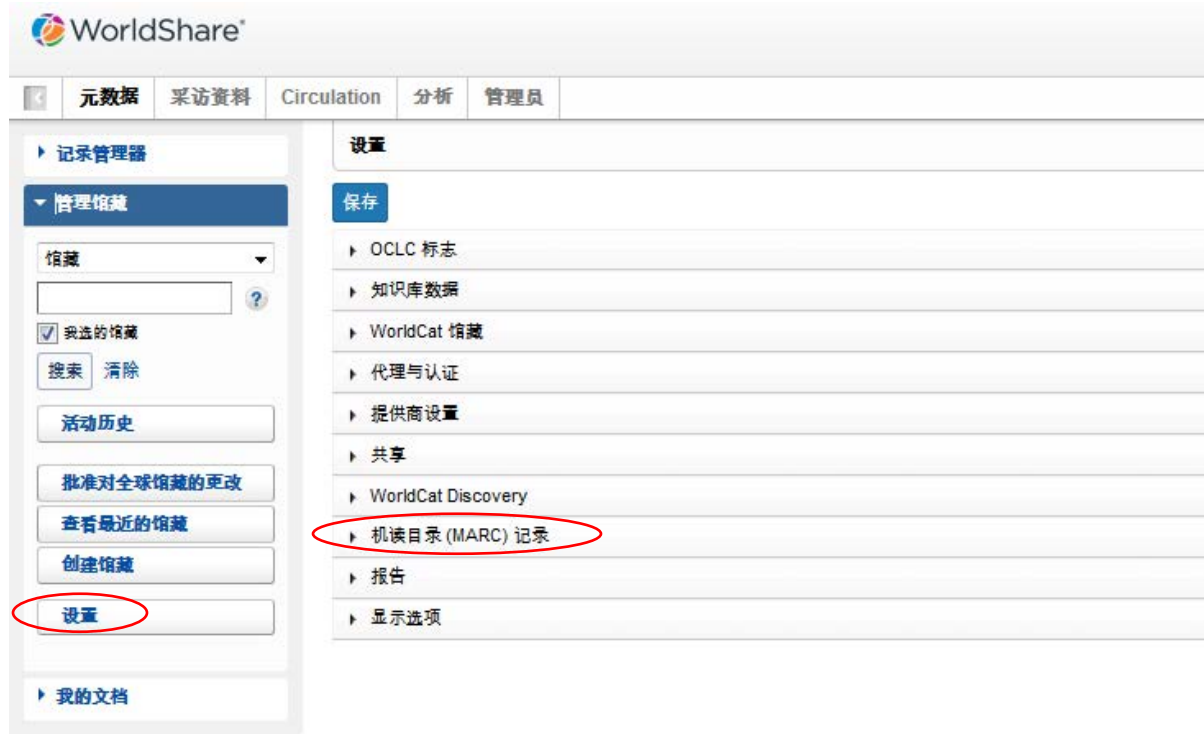 WorldShare®
元数据 采访资料 Circulation 分析 管理员
记录管理器
管理馆藏
馆藏
?
我选的馆藏
搜索 清除
活动历史
批准对全球馆藏的更改
查看最近的馆藏
创建馆藏
设置
我的文档
设置
保存
OCLC 标志
知识库数据
WorldCat 馆藏
代理与认证
提供商设置
共享
WorldCat Discovery
机读目录 (MARC) 记录
报告
显示选项